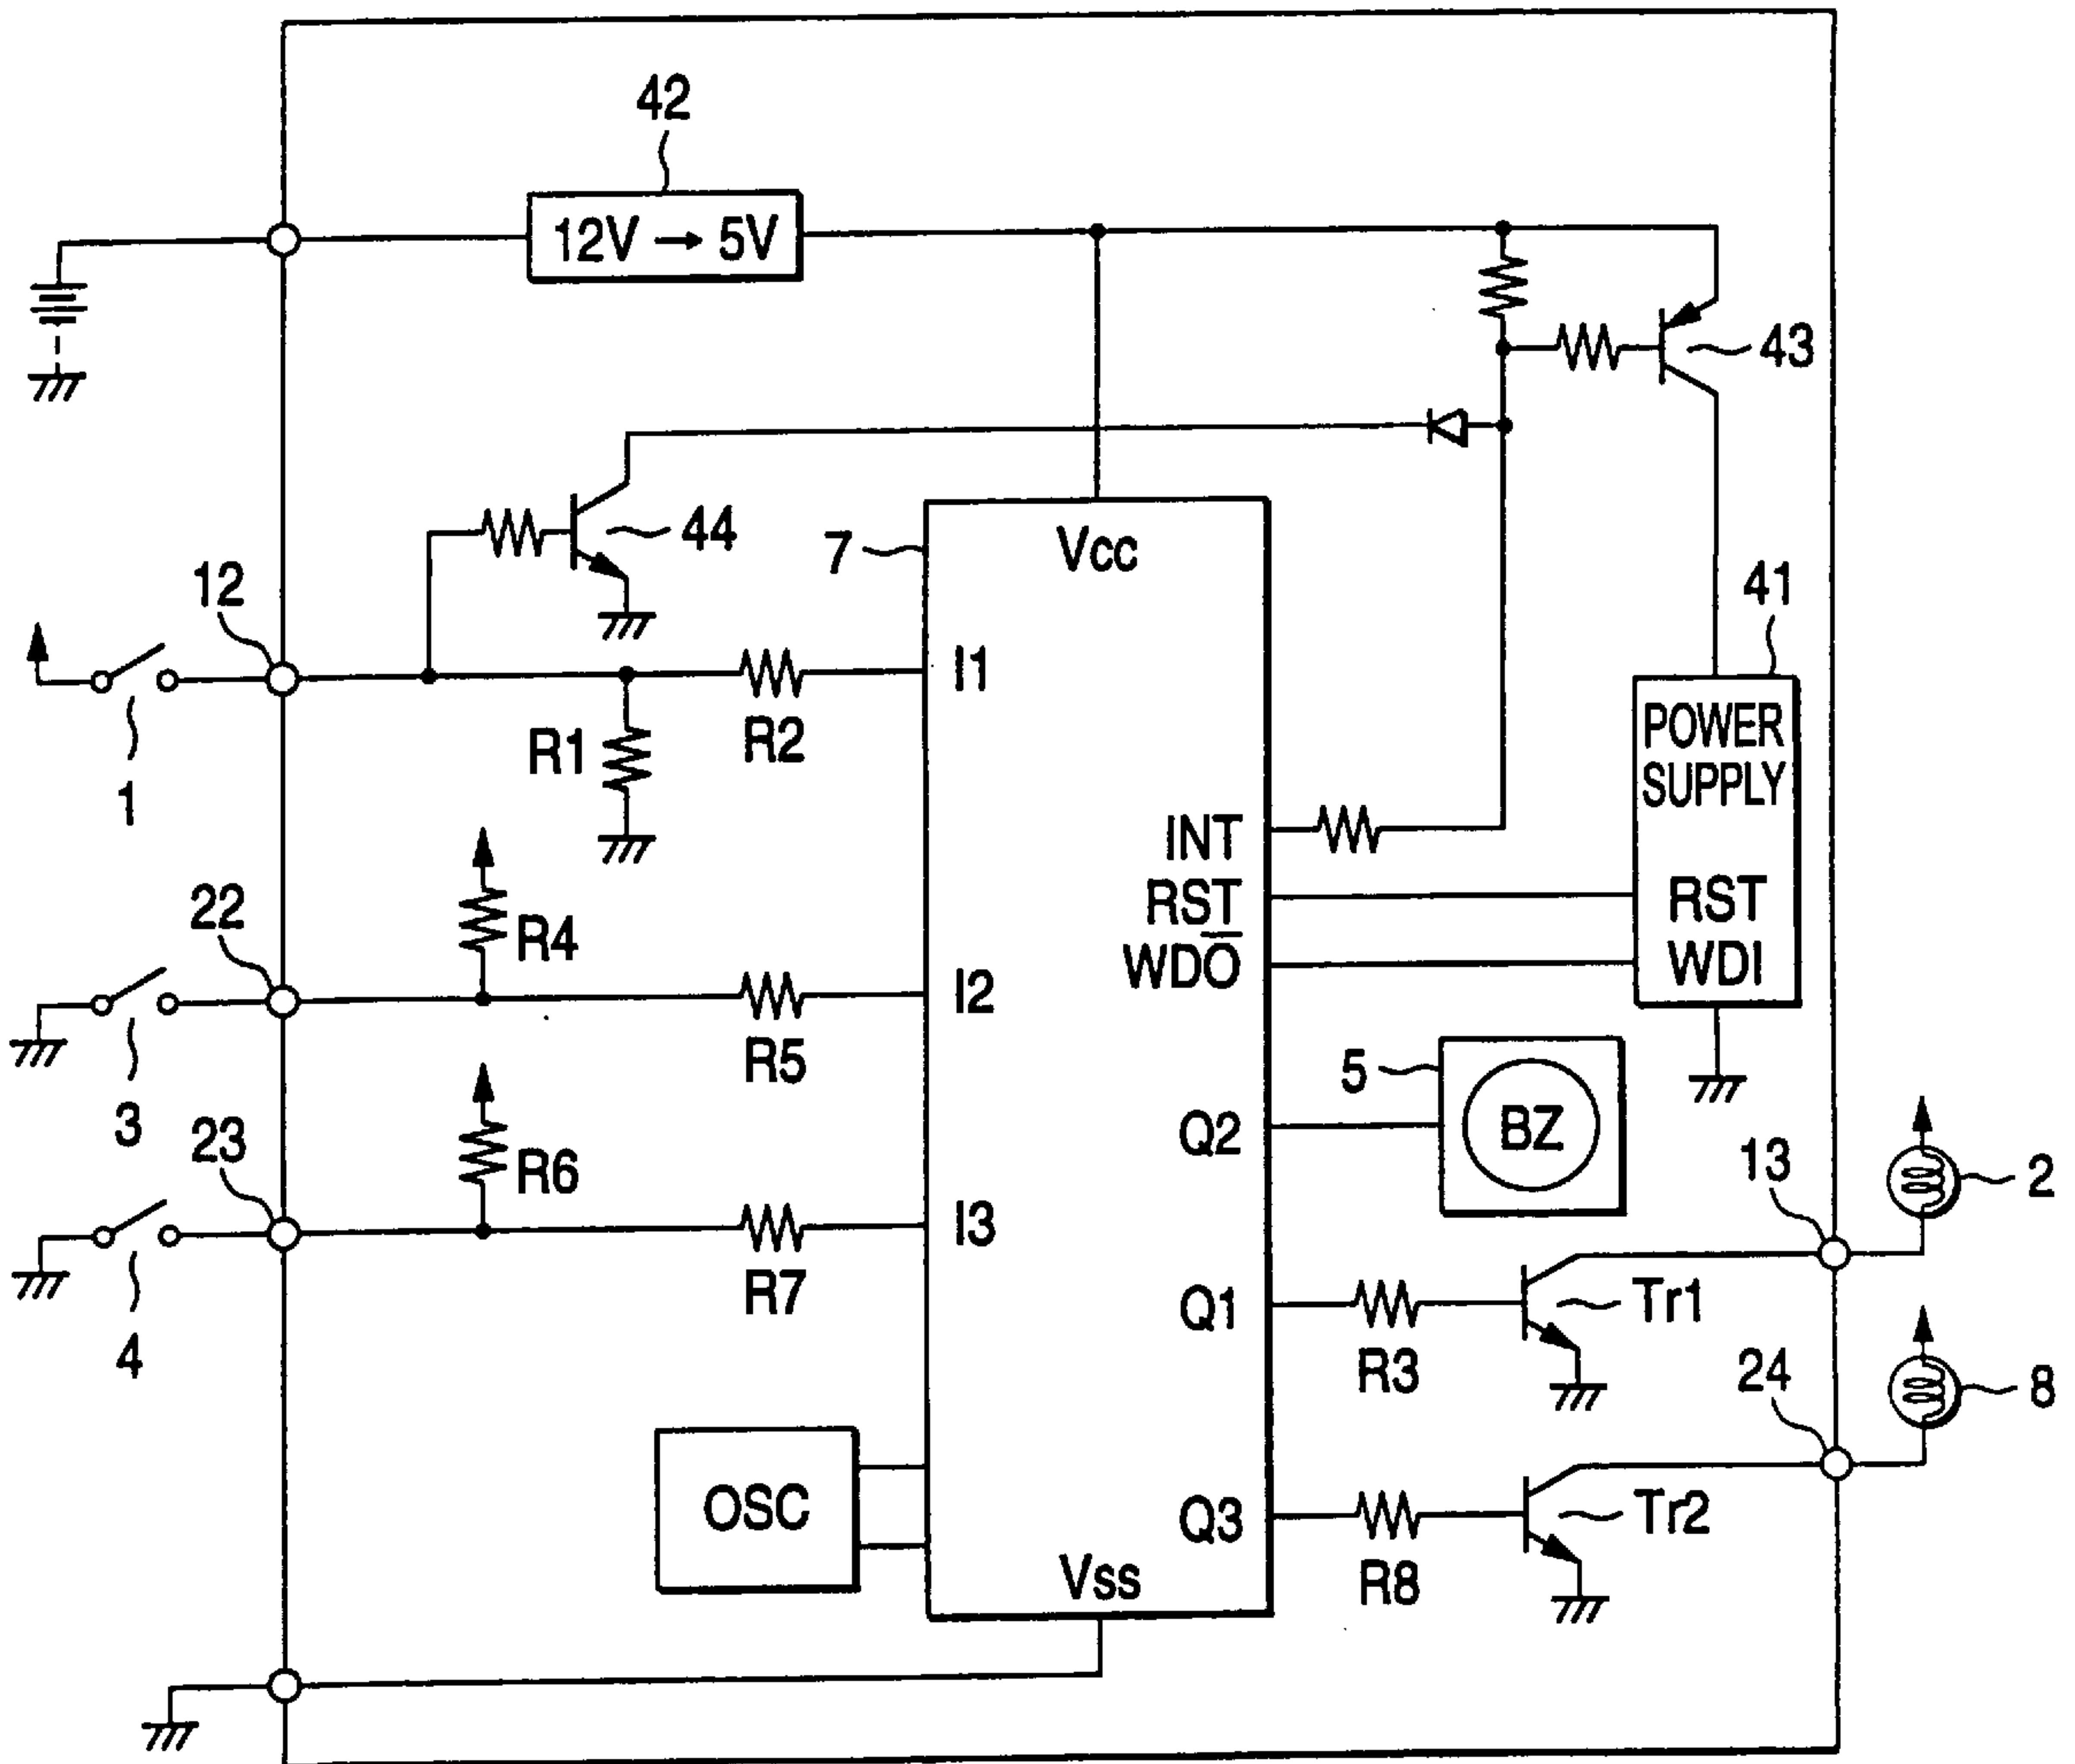 42
12V → 5V
43
44
7
Vcc
12
41
I1
1
R1
R2
POWER
SUPPLY
INT
RST
WDO̅
RST
WDI
22
R4
I2
R5
3
5
BZ
Q2
23
R6
I3
R7
4
13
2
Q1
R3
Tr1
24
8
OSC
Q3
R8
Tr2
Vss